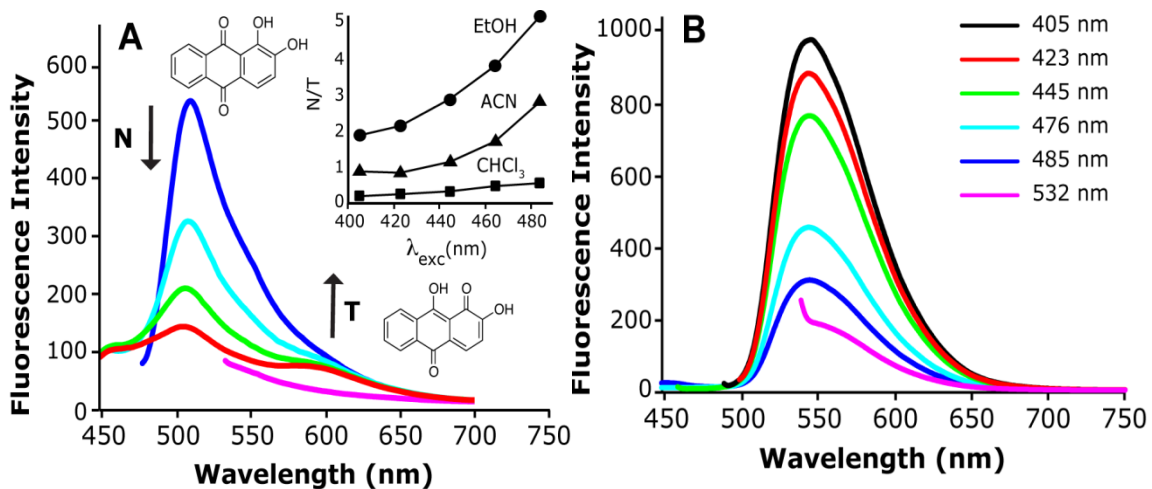 A
Fluorescence Intensity
600
500
400
300
200
100
0
450 500 550 600 650 700 750
Wavelength (nm)
N
T
O OH
OH
O
OH O
OH
O
N/T
5
4
3
2
1
0
400 420 440 460 480
λexc(nm)
EtOH
ACN
CHCl3
B
Fluorescence Intensity
1000
800
600
400
200
0
450 500 550 600 650 700 750
Wavelength (nm)
405 nm
423 nm
445 nm
476 nm
485 nm
532 nm